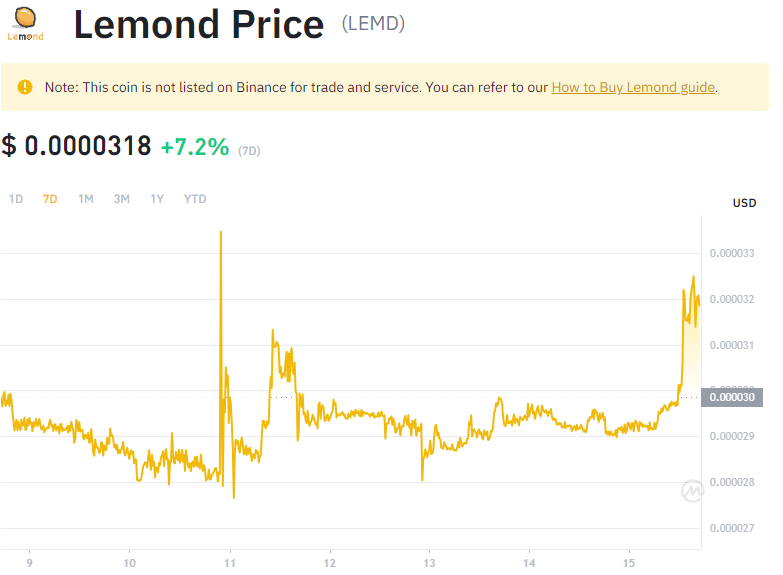 Lemond
Lemond Price (LEMD)
Note: This coin is not listed on Binance for trade and service. You can refer to our How to Buy Lemond guide.
$ 0.0000318 +7.2% (7D)
1D 7D 1M 3M 1Y YTD
USD
0.000033
0.000032
0.000031
0.000030
0.000029
0.000028
0.000027
9 10 11 12 13 14 15